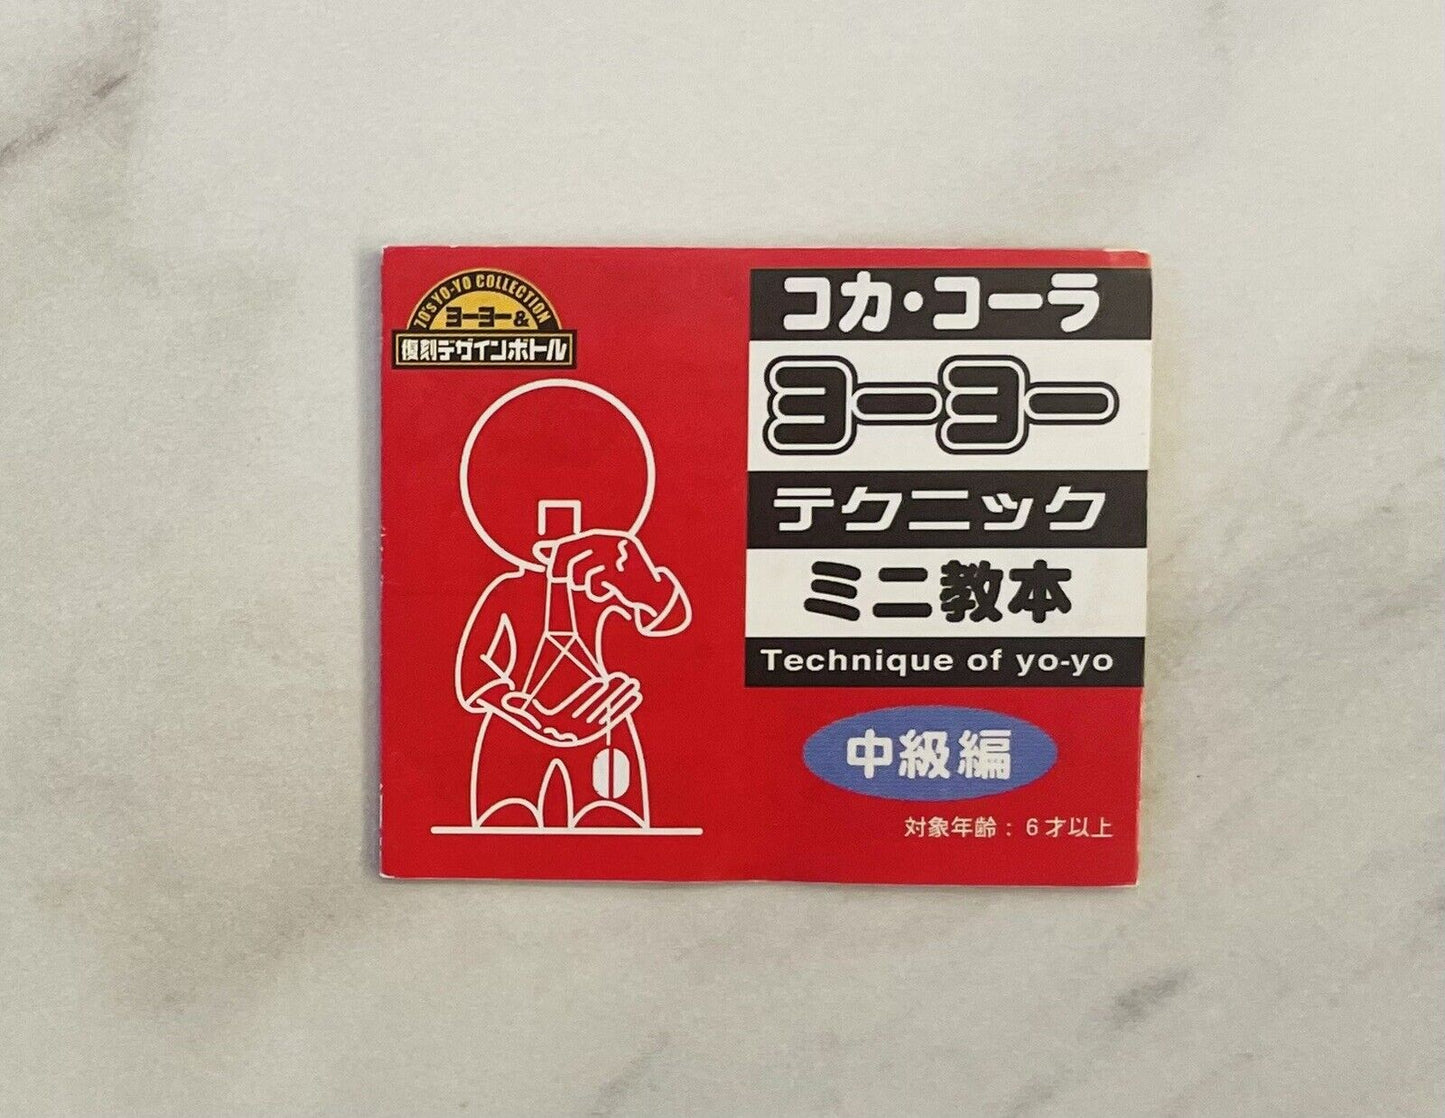 70'S YO-YO COLLECTION
ヨーヨー&
復刻デザインボトル
コカ・コーラ
ヨーヨー
テクニック
ミニ教本
Technique of yo-yo
中級編
対象年齢：6才以上